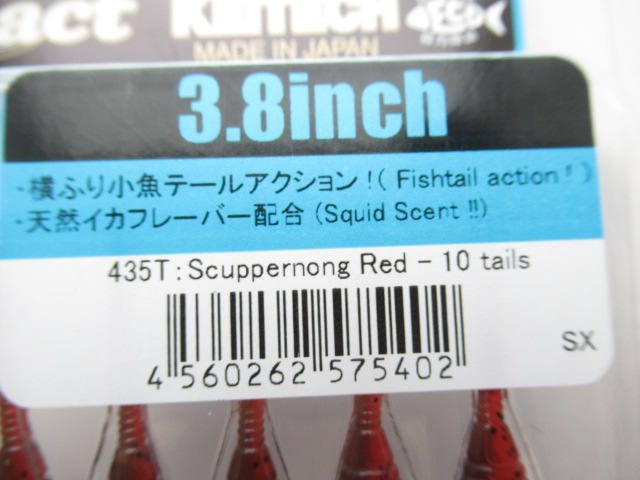 act KEITECH
MADE IN JAPAN
3.8inch
・横ふり小魚テールアクション!( Fishtail action ! )
・天然イカフレーバー配合 (Squid Scent !!)
435T : Scuppernong Red - 10 tails
SX
4 560262 575402